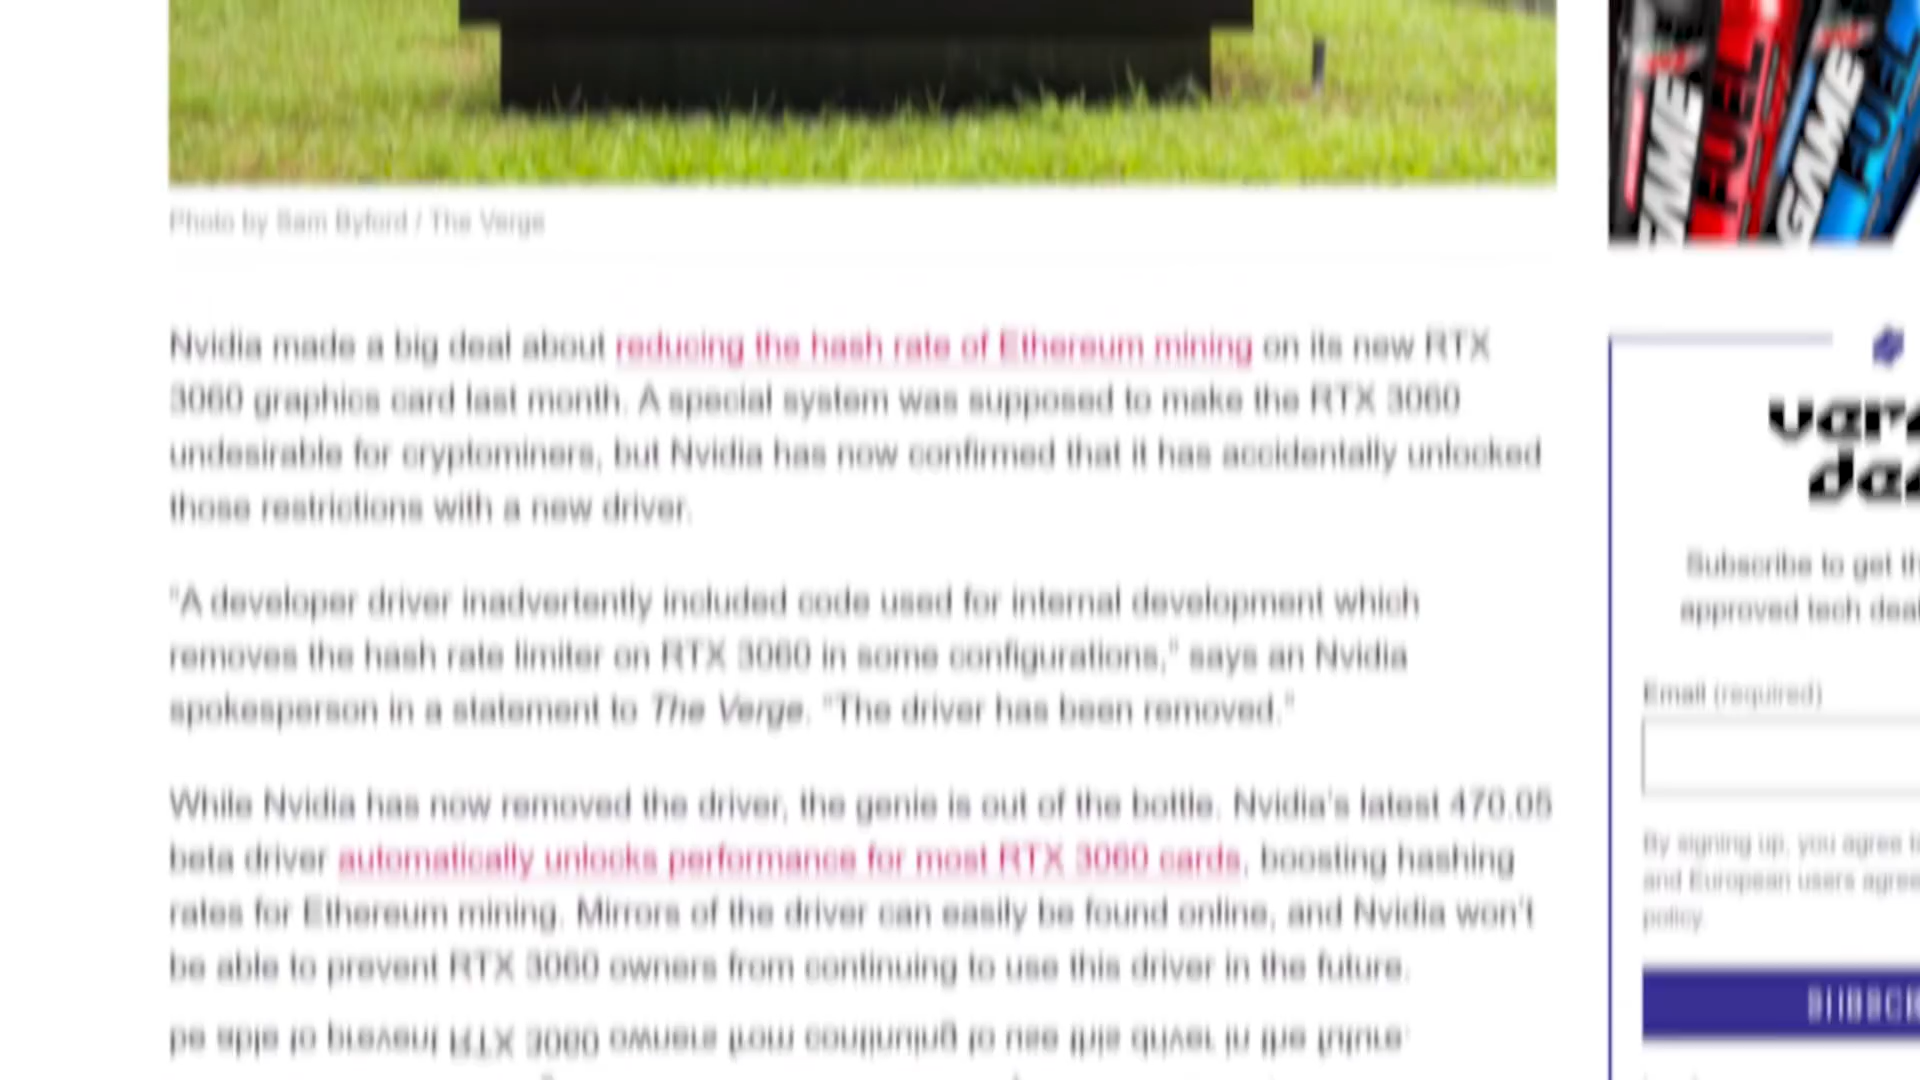 Photo by Sam Byford / The Verge
Nvidia made a big deal about reducing the hash rate of Ethereum mining on its new RTX
3060 graphics card last month. A special system was supposed to make the RTX 3060
undesirable for cryptominers, but Nvidia has now confirmed that it has accidentally unlocked
those restrictions with a new driver.
“A developer driver inadvertently included code used for internal development which
removes the hash rate limiter on RTX 3060 in some configurations,” says an Nvidia
spokesperson in a statement to The Verge. “The driver has been removed.”
While Nvidia has now removed the driver, the genie is out of the bottle. Nvidia’s latest 470.05
beta driver automatically unlocks performance for most RTX 3060 cards, boosting hashing
rates for Ethereum mining. Mirrors of the driver can easily be found online, and Nvidia won’t
be able to prevent RTX 3060 owners from continuing to use this driver in the future.
GAME FUEL
GAME FUEL
Subscribe to get
approved tech
Email (required)
By signing up, you agree
and European users
policy.